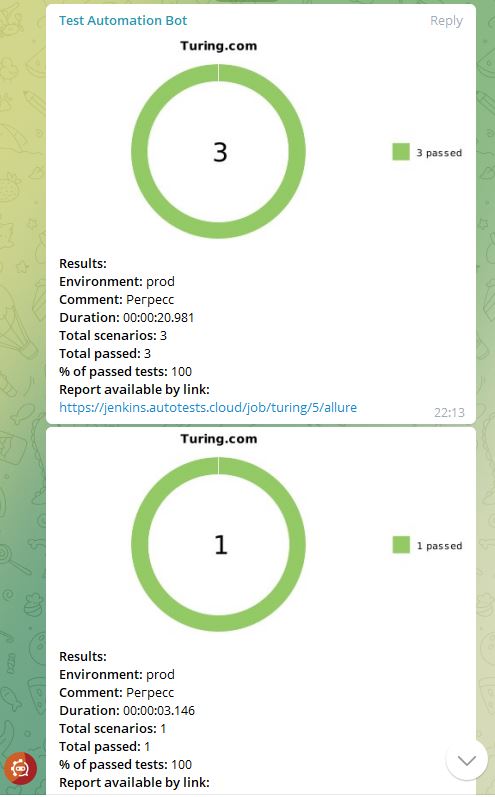 Test Automation Bot
Reply
Turing.com
3
3 passed
Results:
Environment: prod
Comment: Регресс
Duration: 00:00:20.981
Total scenarios: 3
Total passed: 3
% of passed tests: 100
Report available by link:
https://jenkins.autotests.cloud/job/turing/5/allure
22:13
Turing.com
1
1 passed
Results:
Environment: prod
Comment: Регресс
Duration: 00:00:03.146
Total scenarios: 1
Total passed: 1
% of passed tests: 100
Report available by link: